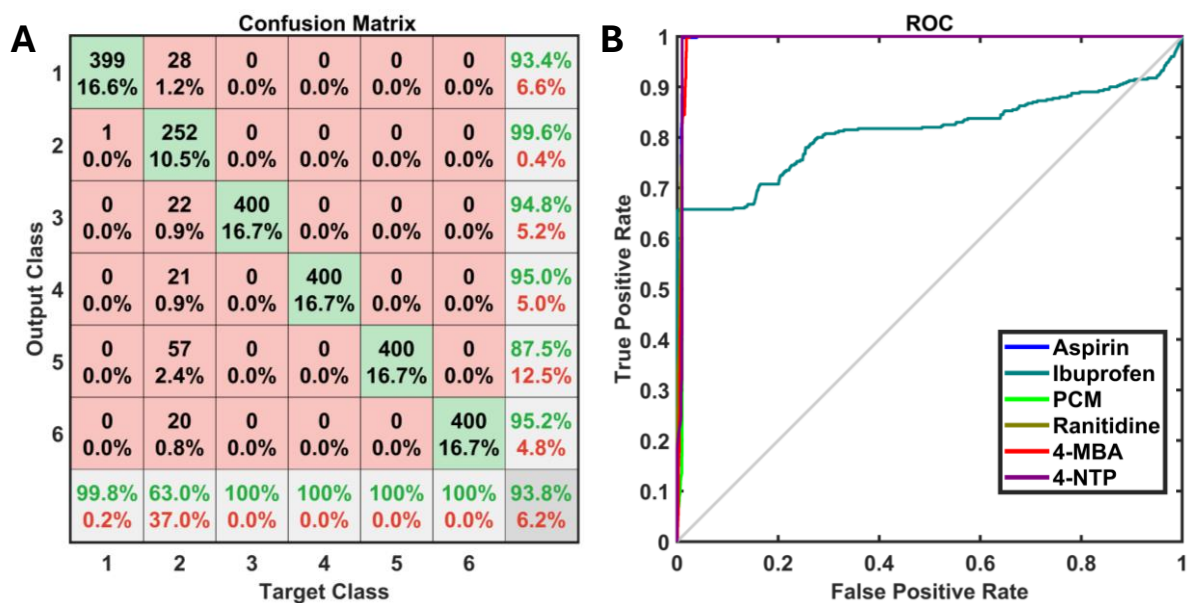 A
Confusion Matrix
Output Class
1
399 28 0 0 0 0 93.4%
16.6% 1.2% 0.0% 0.0% 0.0% 0.0% 6.6%
2
1 252 0 0 0 0 99.6%
0.0% 10.5% 0.0% 0.0% 0.0% 0.0% 0.4%
3
0 22 400 0 0 0 94.8%
0.0% 0.9% 16.7% 0.0% 0.0% 0.0% 5.2%
4
0 21 0 400 0 0 95.0%
0.0% 0.9% 0.0% 16.7% 0.0% 0.0% 5.0%
5
0 57 0 0 400 0 87.5%
0.0% 2.4% 0.0% 0.0% 16.7% 0.0% 12.5%
6
0 20 0 0 0 400 95.2%
0.0% 0.8% 0.0% 0.0% 0.0% 16.7% 4.8%
99.8% 63.0% 100% 100% 100% 100% 93.8%
0.2% 37.0% 0.0% 0.0% 0.0% 0.0% 6.2%
1 2 3 4 5 6
Target Class
B
ROC
True Positive Rate
1
0.9
0.8
0.7
0.6
0.5
0.4
0.3
0.2
0.1
0
Aspirin
Ibuprofen
PCM
Ranitidine
4-MBA
4-NTP
0 0.2 0.4 0.6 0.8 1
False Positive Rate